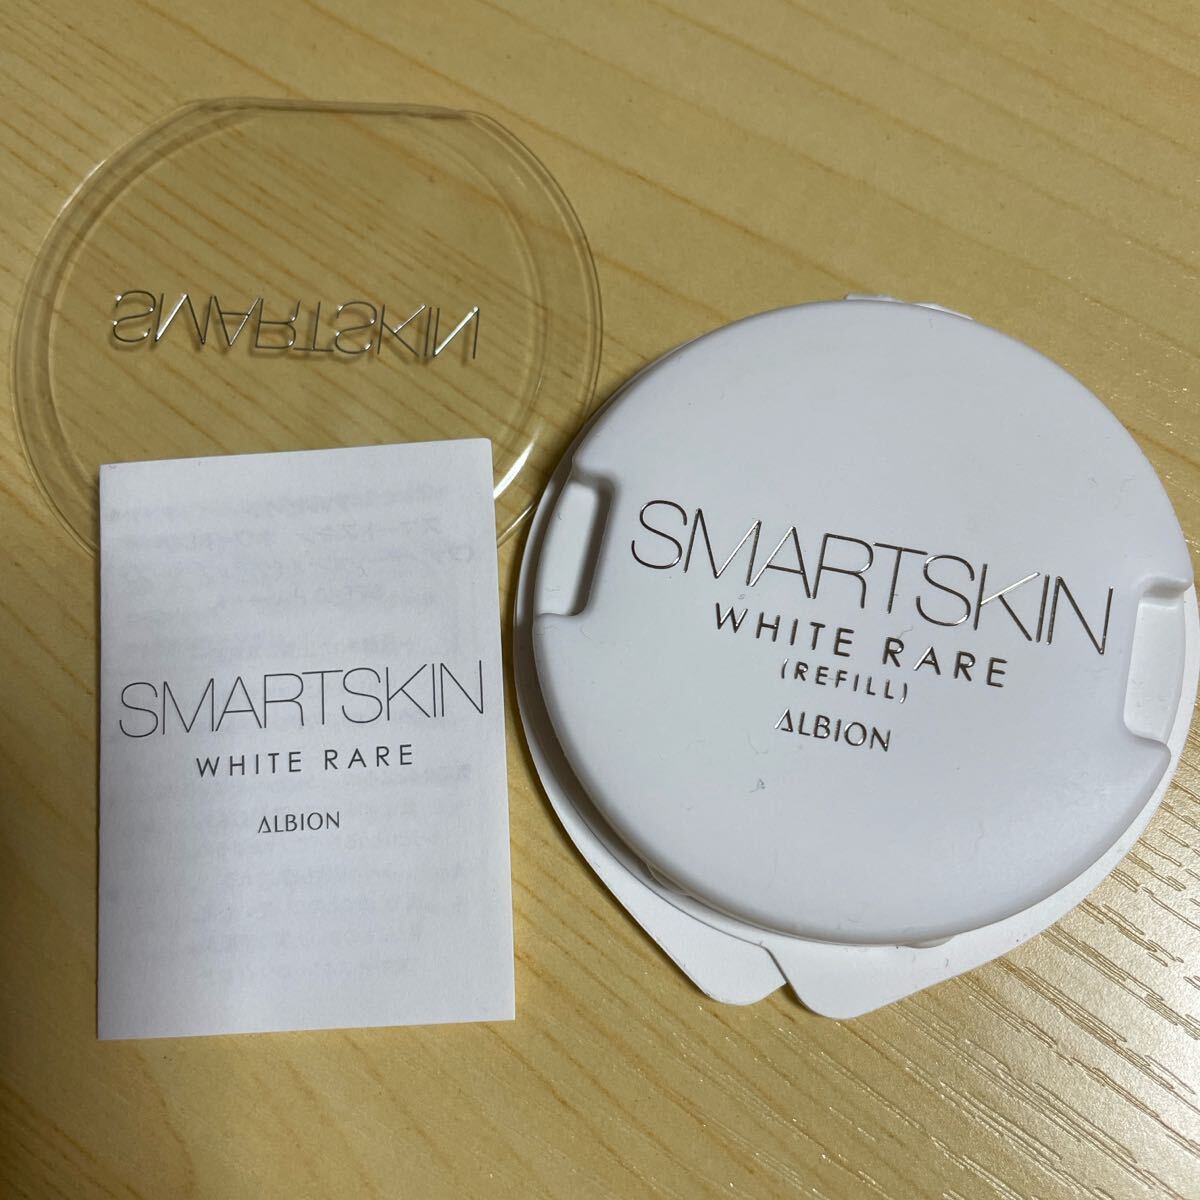 SMARTSKIN
SMARTSKIN
WHITE RARE
ALBION
SMARTSKIN
WHITE RARE
(REFILL)
ALBION